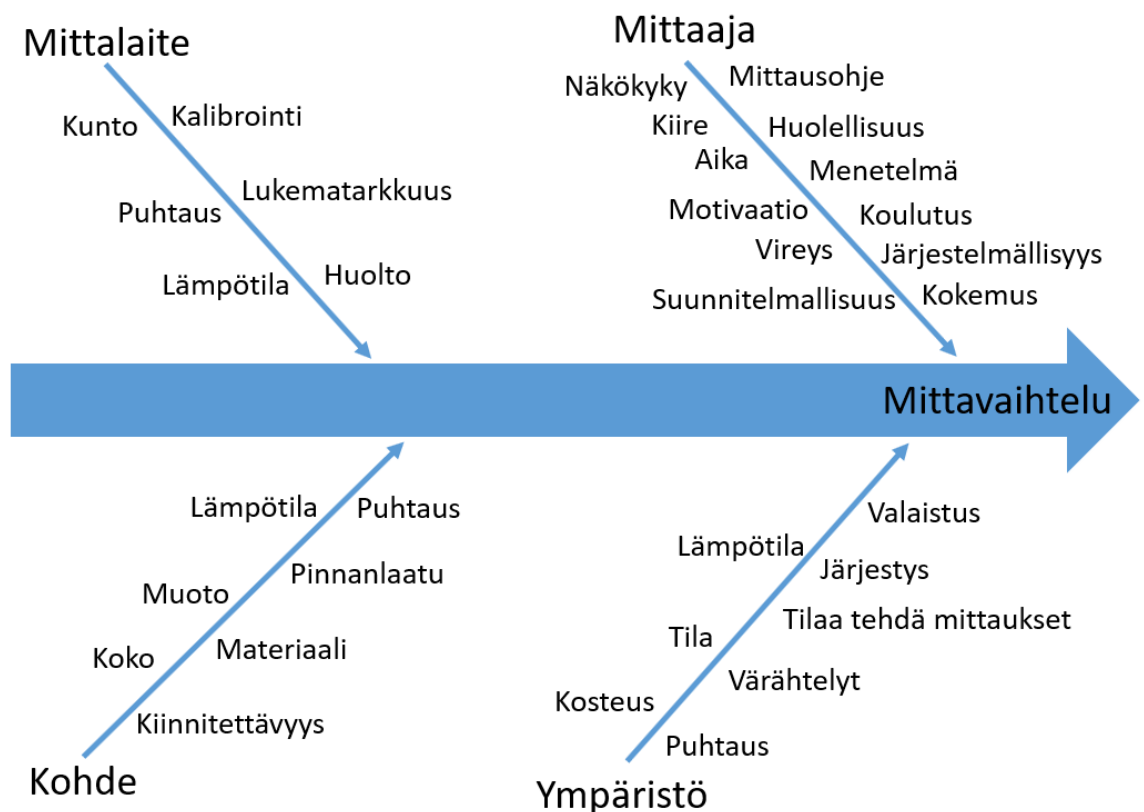 Mittalaite
Kunto
Kalibrointi
Puhtaus
Lukematarkkuus
Lämpötila
Huolto
Mittaaja
Näkökyky
Mittausohje
Kiire
Huolellisuus
Aika
Menetelmä
Motivaatio
Koulutus
Vireys
Järjestelmällisyys
Suunnitelmallisuus
Kokemus
Mittavaihtelu
Lämpötila
Puhtaus
Muoto
Pinnanlaatu
Koko
Materiaali
Kiinnitettävyys
Kohde
Valaistus
Lämpötila
Järjestys
Tilaa tehdä mittaukset
Tila
Värähtelyt
Kosteus
Puhtaus
Ympäristö